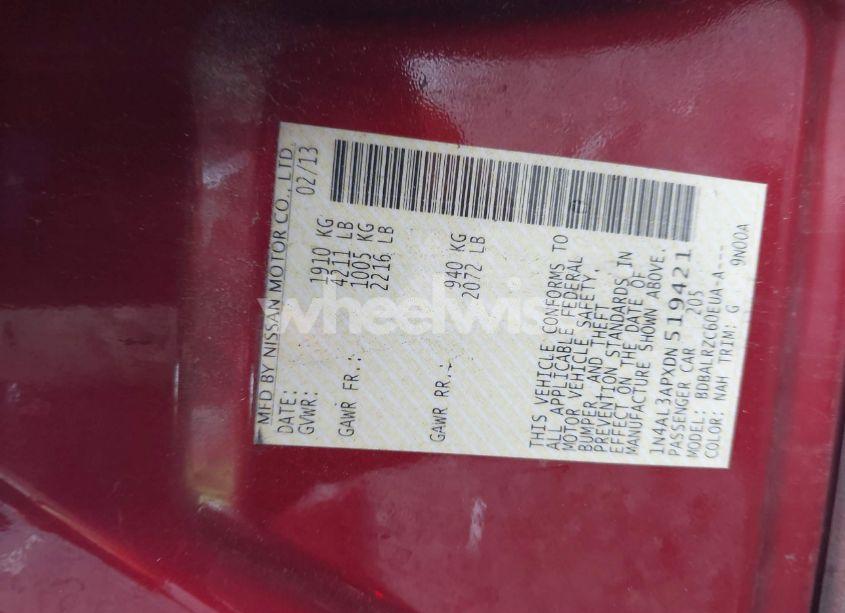 MFD BY NISSAN MOTOR CO., LTD.
DATE: 02/13
GVWR: 1910 KG
4211 LB
GAWR FR.: 1005 KG
2216 LB
GAWR RR.: 940 KG
2072 LB
THIS VEHICLE CONFORMS TO
ALL APPLICABLE FEDERAL
MOTOR VEHICLE SAFETY,
BUMPER, AND THEFT
PREVENTION STANDARDS IN
EFFECT ON THE DATE OF
MANUFACTURE SHOWN ABOVE.
1N4AL3APXDN519421
PASSENGER CAR 205
MODEL: BDBALRZC60EUA-A---
COLOR: NAH TRIM: G 9N00A
wheelwis